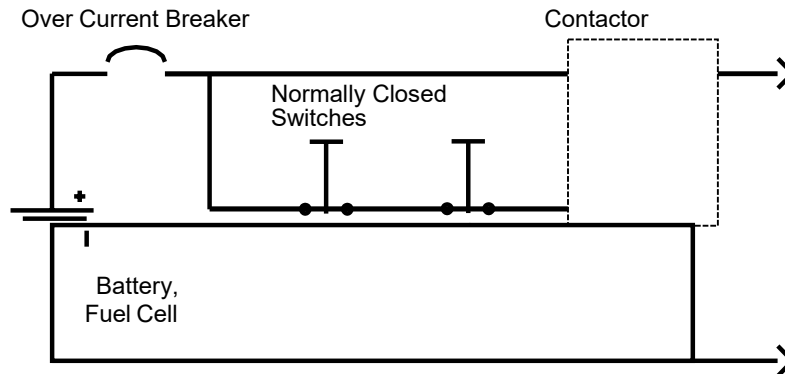 Over Current Breaker
Contactor
Normally Closed
Switches
+
Battery,
Fuel Cell